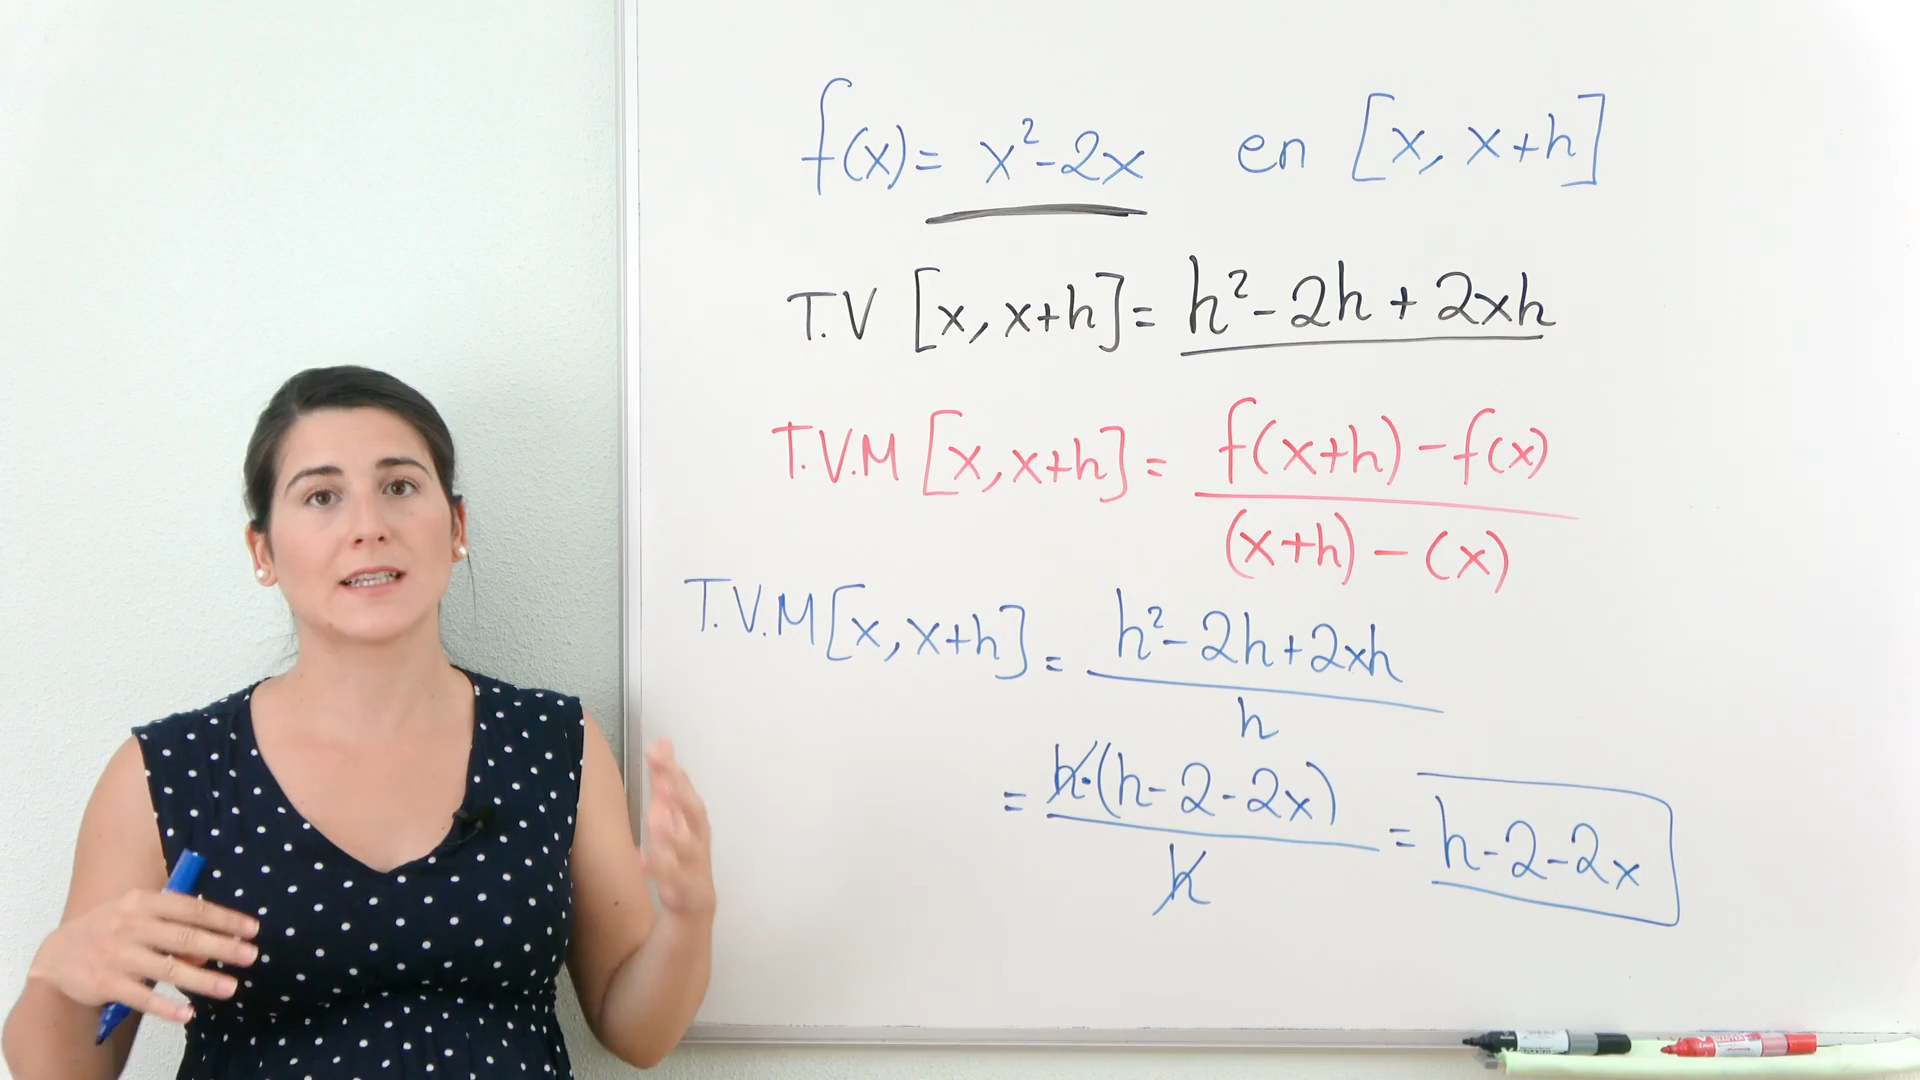 f(x)= x²-2x en [x, x+h]
T.V [x, x+h]= h²-2h+2xh
T.V.M [x, x+h]= f(x+h)-f(x)
(x+h)-(x)
T.V.M[x, x+h]= h²-2h+2xh
h
= h·(h-2-2x)
h
= h-2-2x